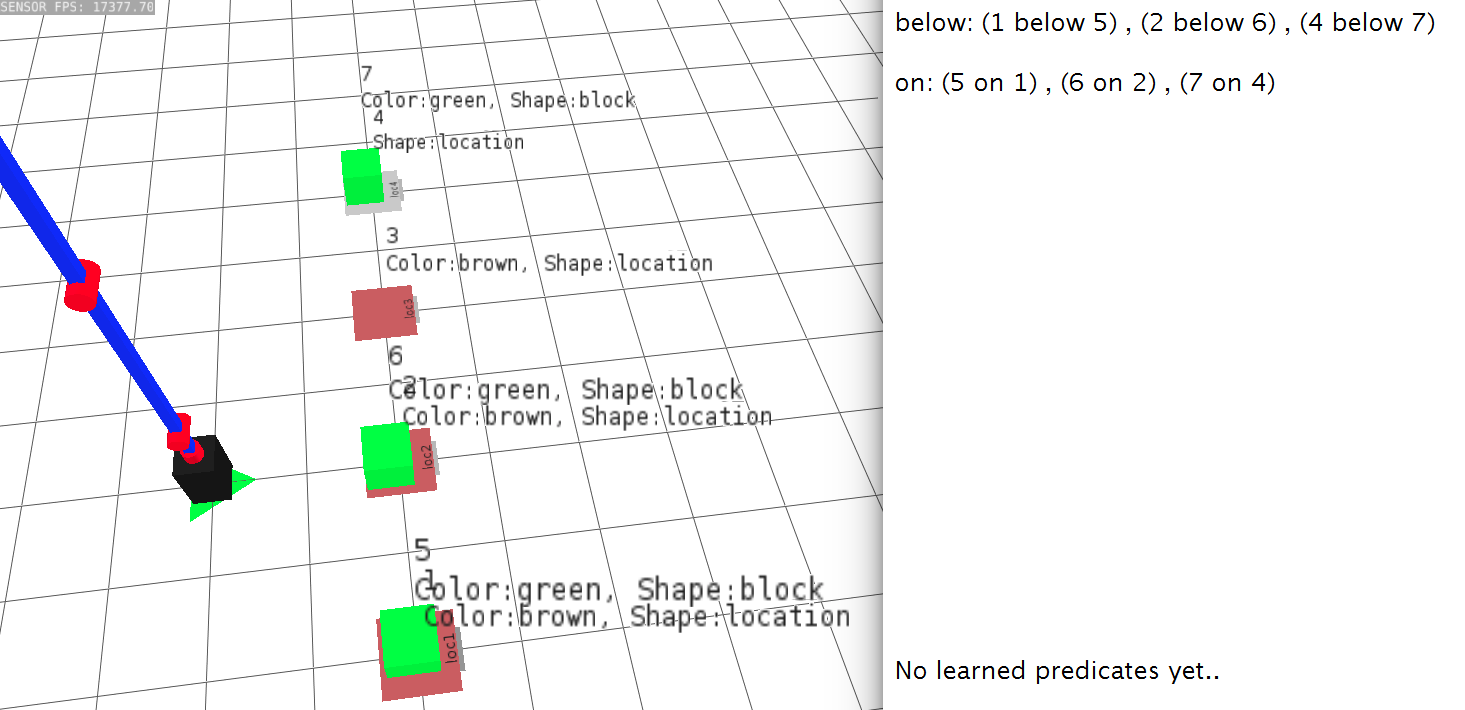 SENSOR FPS: 17377.70
7
Color:green, Shape:block
4
Shape:location
loc4
3
Color:brown, Shape:location
loc3
6
Color:green, Shape:block
2
Color:brown, Shape:location
loc2
5
Color:green, Shape:block
1
Color:brown, Shape:location
loc1
below: (1 below 5) , (2 below 6) , (4 below 7)
on: (5 on 1) , (6 on 2) , (7 on 4)
No learned predicates yet..